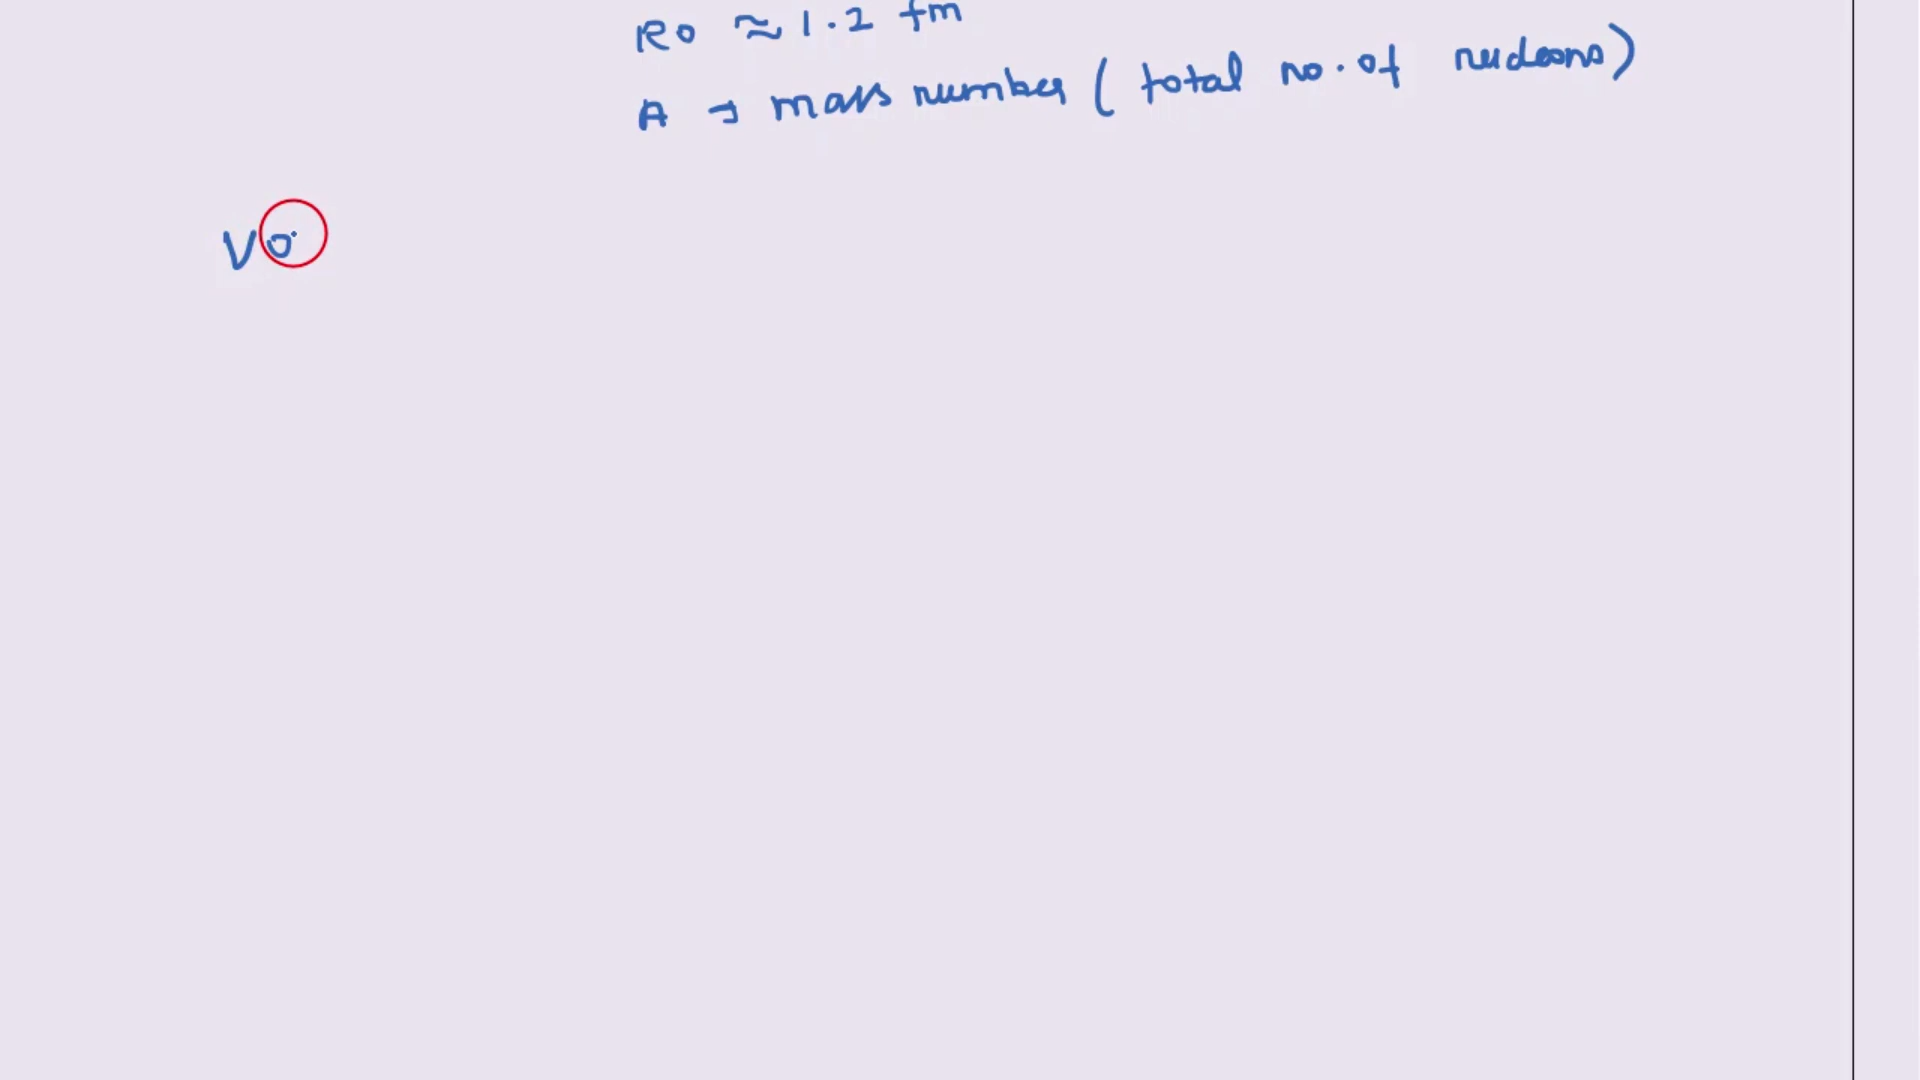 R0 ≈ 1.2 fm
A → mass number ( total no. of nucleons )
Vo